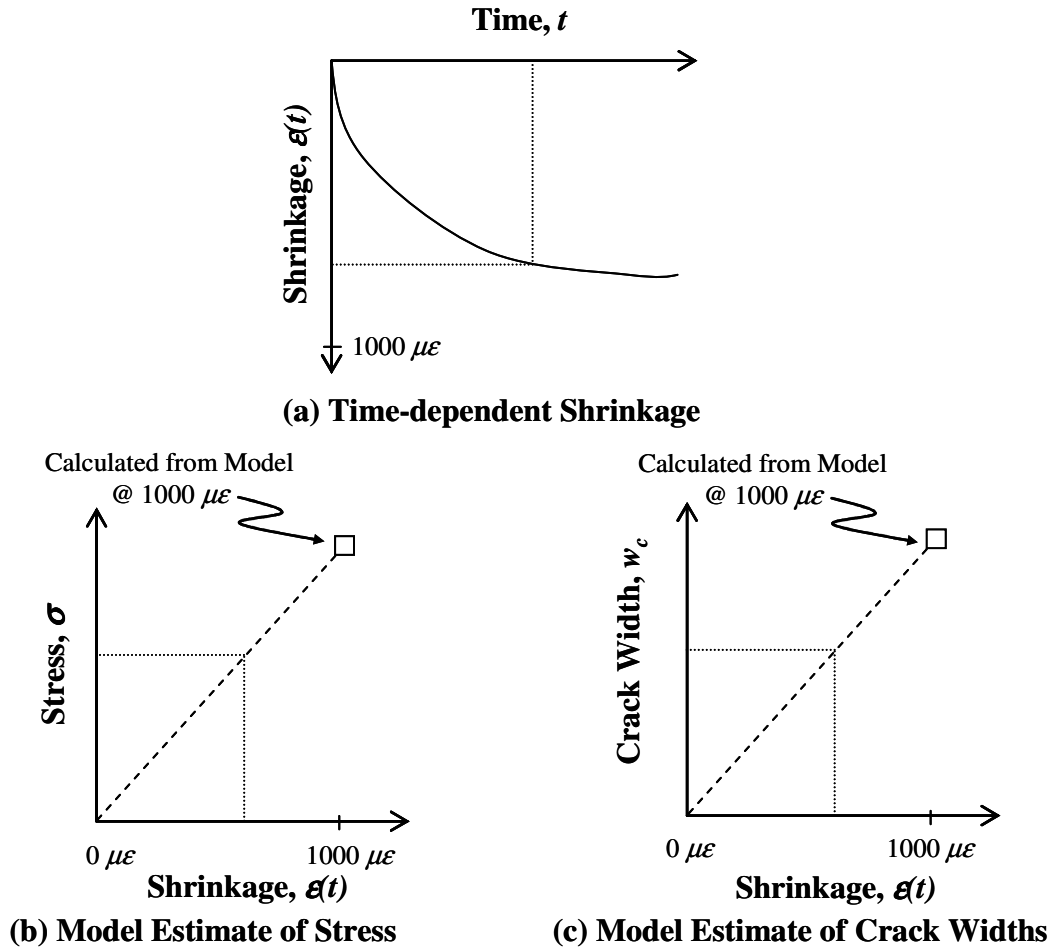 Time, t
Shrinkage, ε(t)
1000 με
(a) Time-dependent Shrinkage
Calculated from Model
@ 1000 με
Stress, σ
0 με
1000 με
Shrinkage, ε(t)
(b) Model Estimate of Stress
Calculated from Model
@ 1000 με
Crack Width, w_c
0 με
1000 με
Shrinkage, ε(t)
(c) Model Estimate of Crack Widths